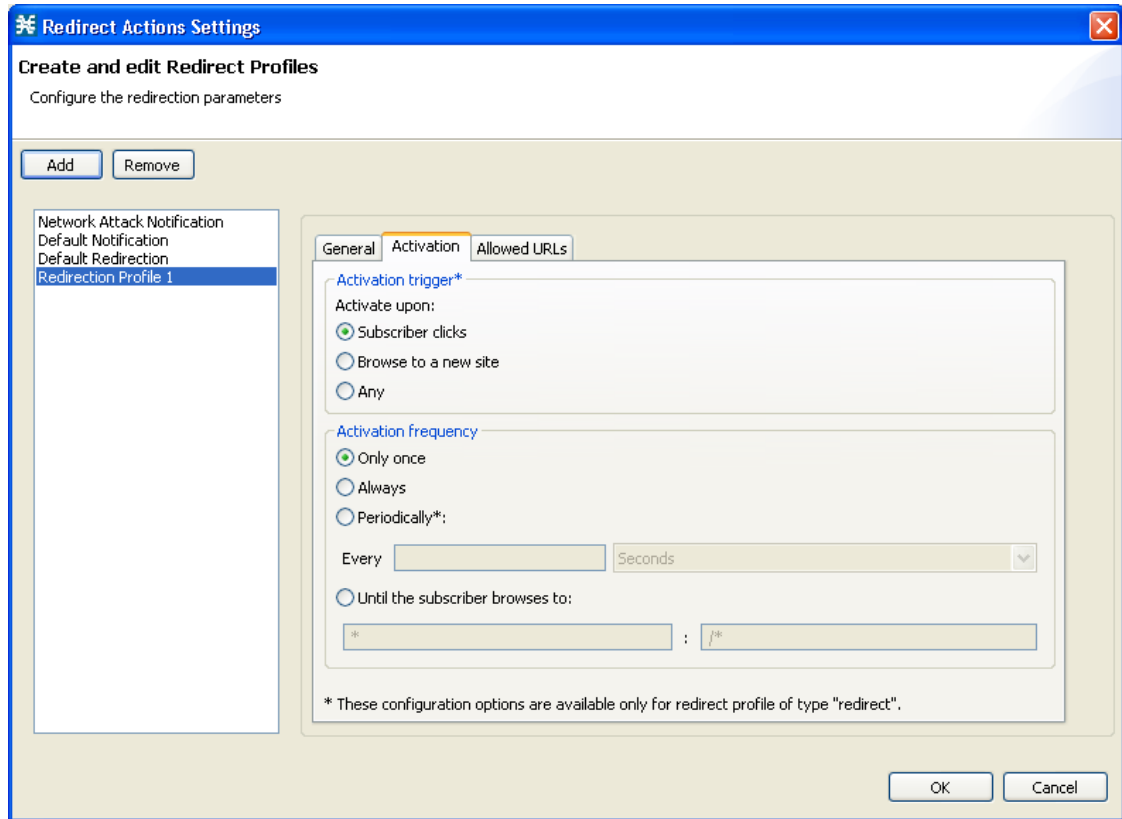 Redirect Actions Settings
Create and edit Redirect Profiles
Configure the redirection parameters
Add Remove
Network Attack Notification
Default Notification
Default Redirection
Redirection Profile 1
General Activation Allowed URLs
Activation trigger*
Activate upon:
Subscriber clicks
Browse to a new site
Any
Activation frequency
Only once
Always
Periodically*:
Every Seconds
Until the subscriber browses to:
* : /*
* These configuration options are available only for redirect profile of type "redirect".
OK Cancel